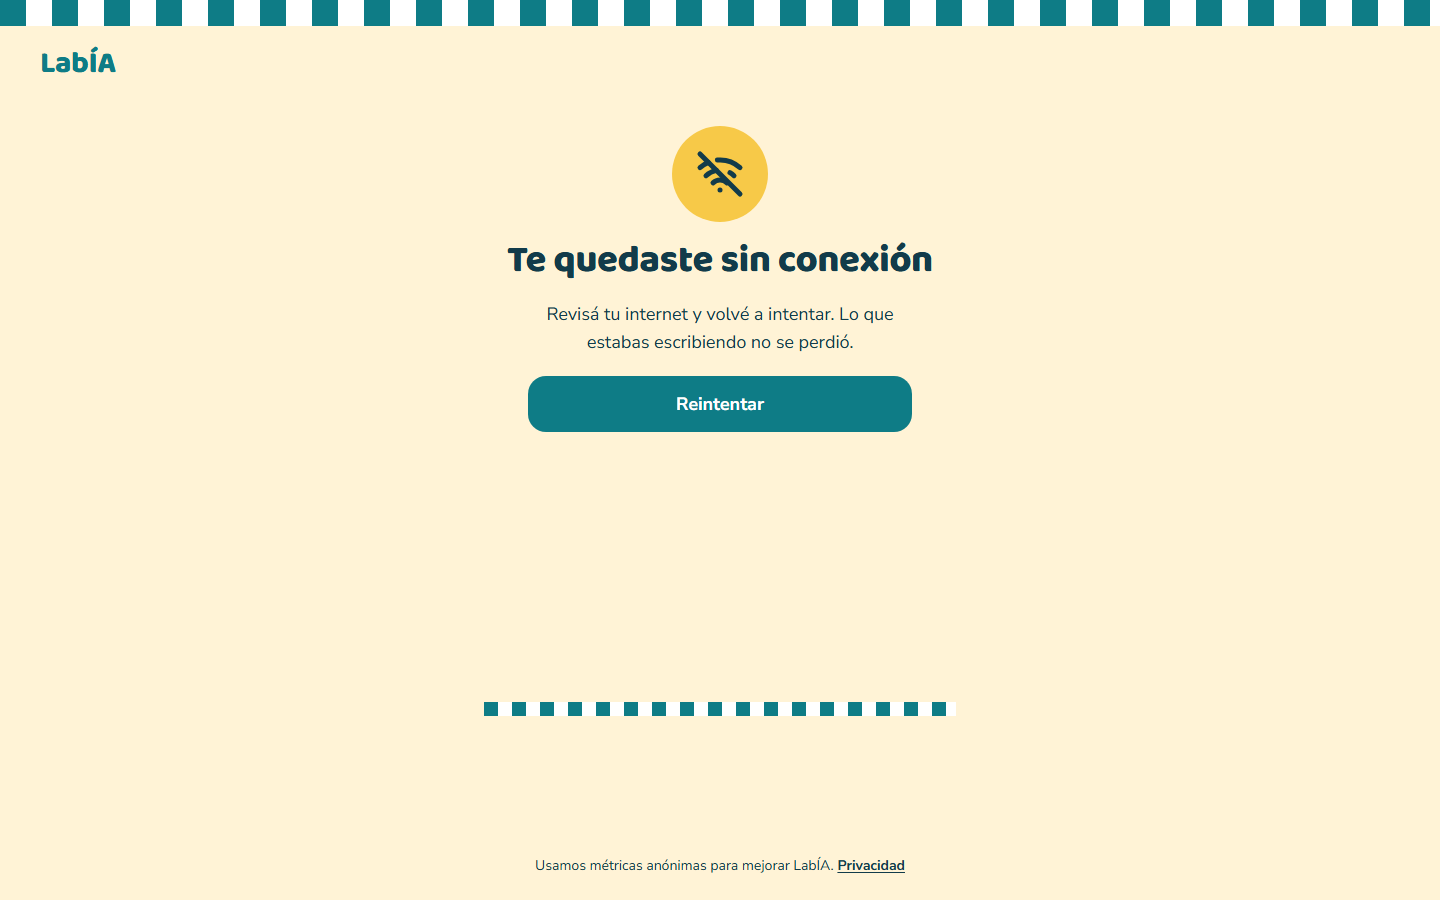 LabÍA
Te quedaste sin conexión
Revisá tu internet y volvé a intentar. Lo que
estabas escribiendo no se perdió.
Reintentar
Usamos métricas anónimas para mejorar LabÍA. Privacidad